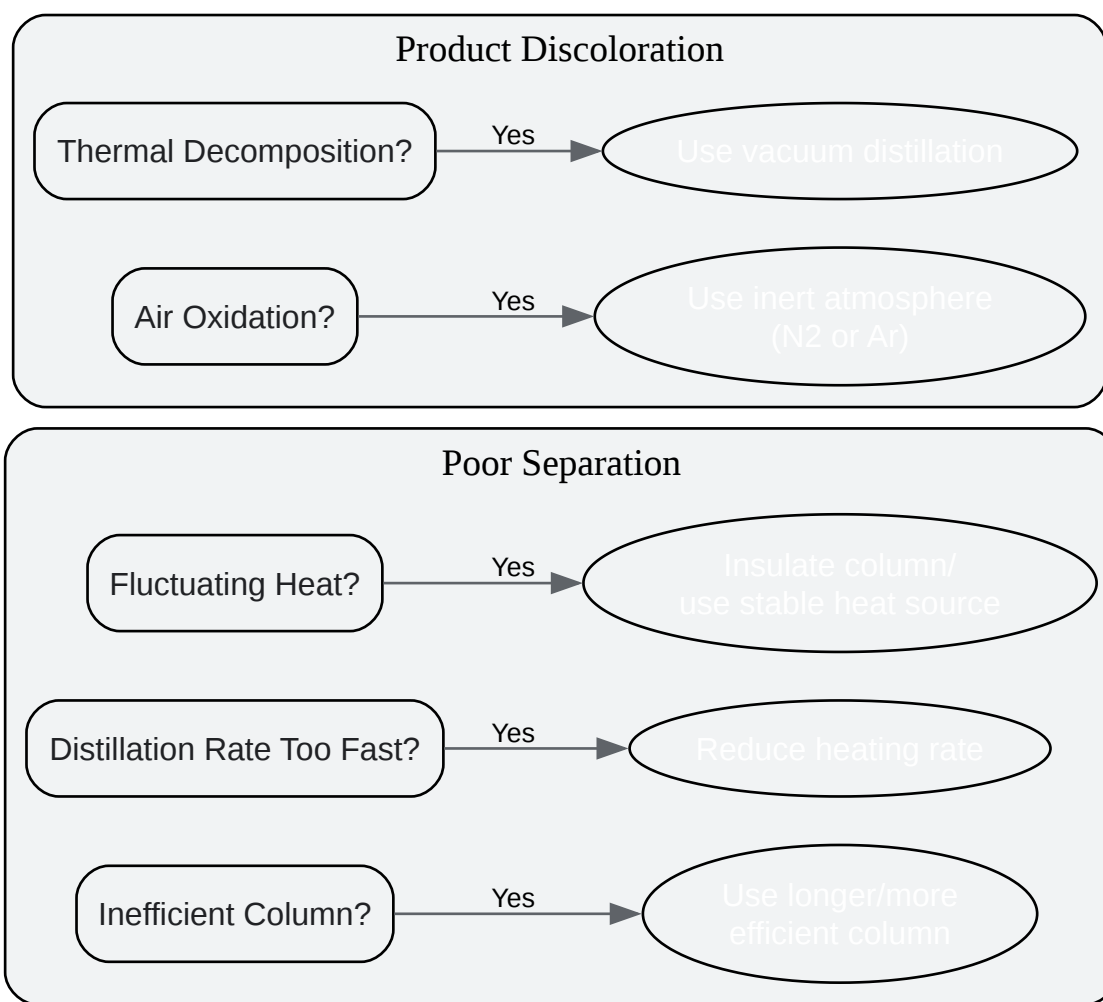 Product Discoloration
Thermal Decomposition?
Yes
Use vacuum distillation
Air Oxidation?
Yes
Use inert atmosphere
(N2 or Ar)
Poor Separation
Fluctuating Heat?
Yes
Insulate column/
use stable heat source
Distillation Rate Too Fast?
Yes
Reduce heating rate
Inefficient Column?
Yes
Use longer/more
efficient column